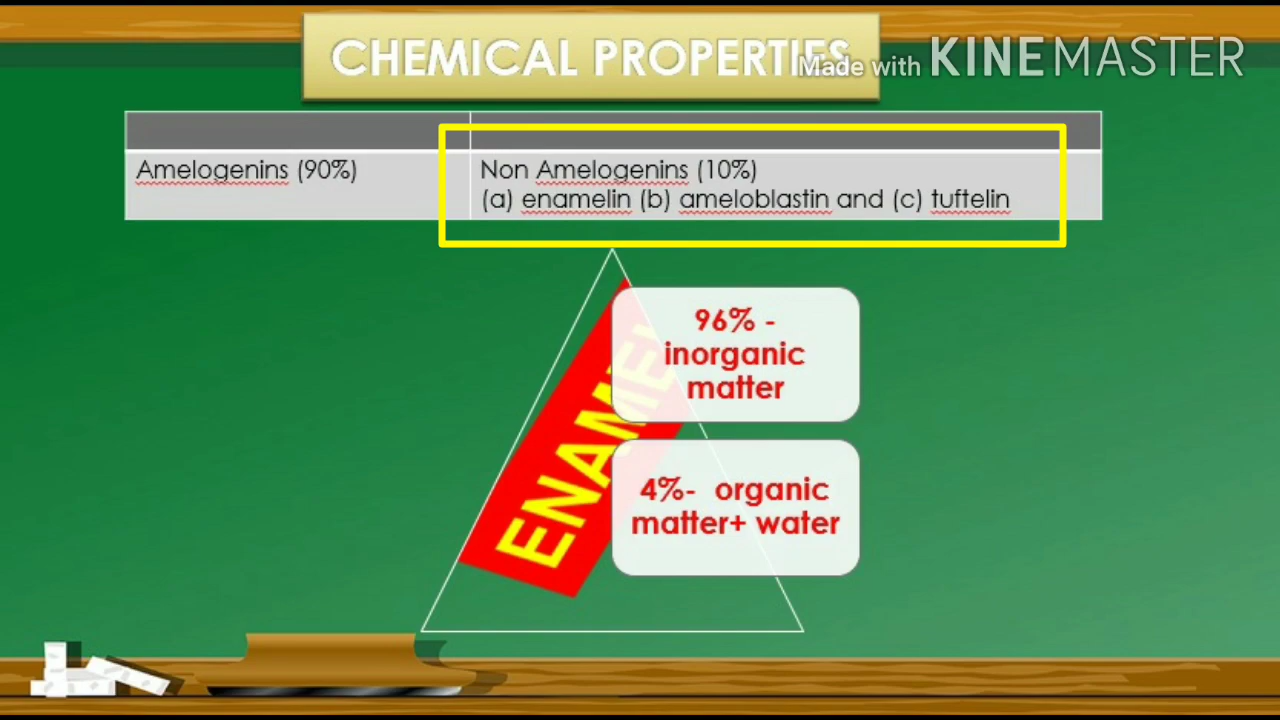 CHEMICAL PROPERTIES
Made with KINEMASTER
Amelogenins (90%)
Non Amelogenins (10%)
(a) enamelin (b) ameloblastin and (c) tuftelin
ENAMEL
96% -
inorganic
matter
4%- organic
matter+ water